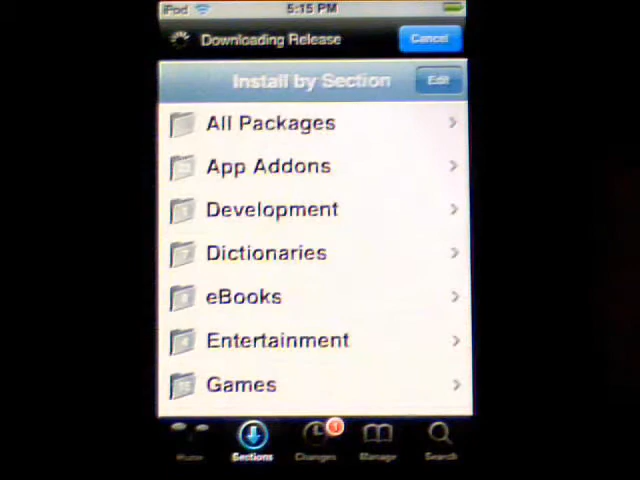 iPod 5:15 PM
Downloading Release Cancel
Install by Section Edit
All Packages
App Addons
Development
Dictionaries
eBooks
Entertainment
Games
Sections Changes Manage Search